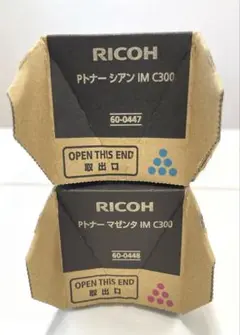 RICOH
Pトナー シアン IM C300
60-0447
OPEN THIS END
取出口
RICOH
Pトナー マゼンタ IM C300
60-0448
OPEN THIS END
取出口